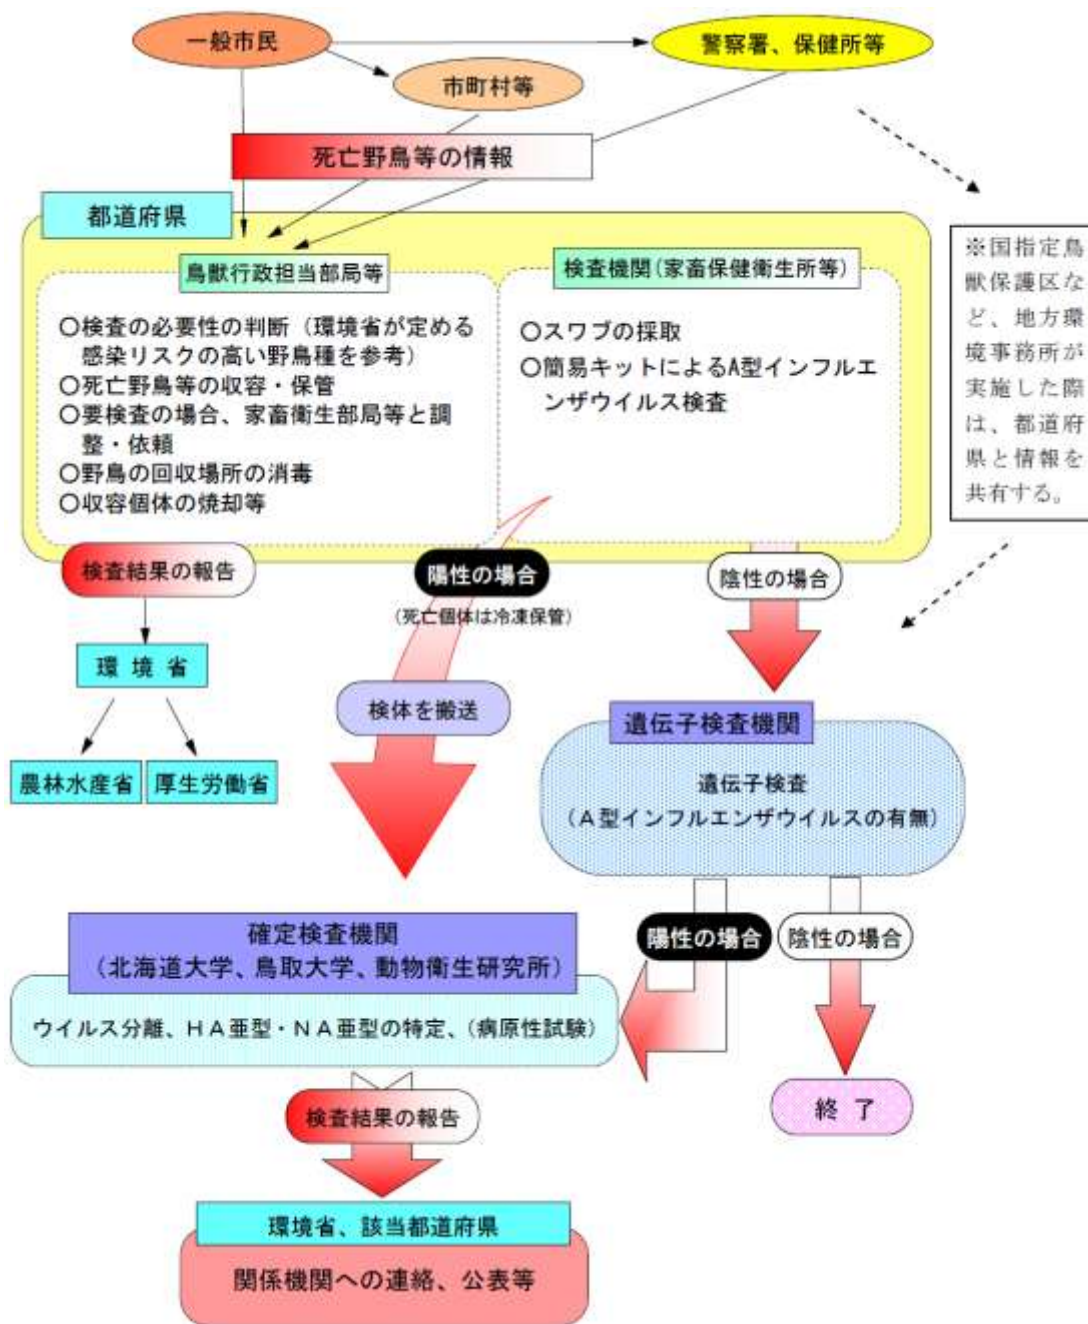 一般市民
警察署、保健所等
市町村等
死亡野鳥等の情報
都道府県
鳥獣行政担当部局等
○検査の必要性の判断（環境省が定める
感染リスクの高い野鳥種を参考）
○死亡野鳥等の収容・保管
○要検査の場合、家畜衛生部局等と調
整・依頼
○野鳥の回収場所の消毒
○収容個体の焼却等
検査機関（家畜保健衛生所等）
○スワブの採取
○簡易キットによるA型インフルエ
ンザウイルス検査
※国指定鳥
獣保護区な
ど、地方環
境事務所が
実施した際
は、都道府
県と情報を
共有する。
検査結果の報告
陽性の場合
（死亡個体は冷凍保管）
陰性の場合
環境省
農林水産省
厚生労働省
検体を搬送
遺伝子検査機関
遺伝子検査
（A型インフルエンザウイルスの有無）
陽性の場合
陰性の場合
確定検査機関
（北海道大学、鳥取大学、動物衛生研究所）
ウイルス分離、HA亜型・NA亜型の特定、（病原性試験）
終了
検査結果の報告
環境省、該当都道府県
関係機関への連絡、公表等